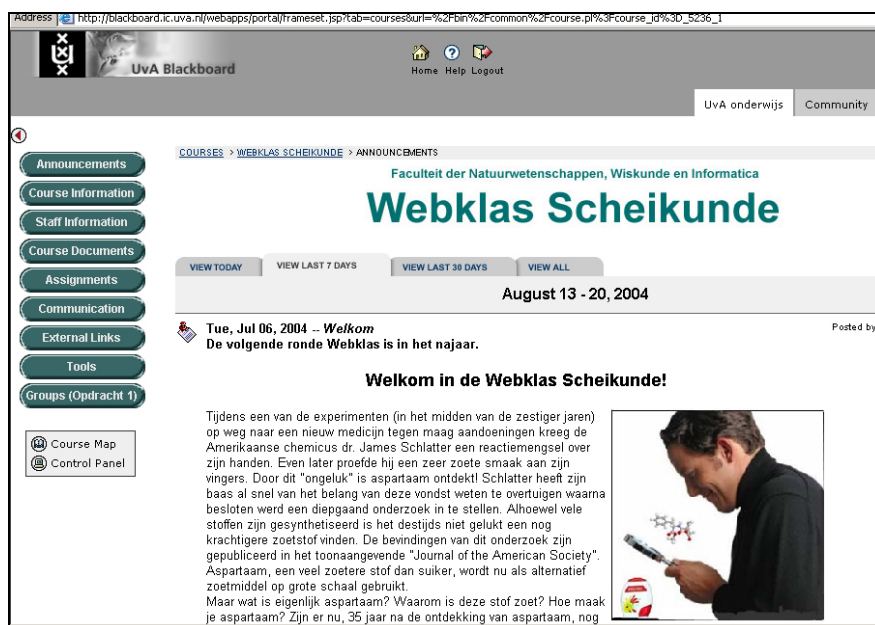 Address http://blackboard.ic.uva.nl/webapps/portal/frameset.jsp?tab=courses&url=%2Fbin%2Fcommon%2Fcourse.pl%3Fcourse_id%3D_5236_1
UvA Blackboard
Home Help Logout
UvA onderwijs Community
COURSES > WEBKLAS SCHEIKUNDE > ANNOUNCEMENTS
Announcements
Course Information
Staff Information
Course Documents
Assignments
Communication
External Links
Tools
Groups (Opdracht 1)
Course Map
Control Panel
Faculteit der Natuurwetenschappen, Wiskunde en Informatica
Webklas Scheikunde
VIEW TODAY VIEW LAST 7 DAYS VIEW LAST 30 DAYS VIEW ALL
August 13 - 20, 2004
Tue, Jul 06, 2004 -- Welkom
Posted by
De volgende ronde Webklas is in het najaar.
Welkom in de Webklas Scheikunde!
Tijdens een van de experimenten (in het midden van de zestiger jaren)
op weg naar een nieuw medicijn tegen maag aandoeningen kreeg de
Amerikaanse chemicus dr. James Schlatter een reactiemengsel over
zijn handen. Even later proefde hij een zeer zoete smaak aan zijn
vingers. Door dit "ongeluk" is aspartaam ontdekt! Schlatter heeft zijn
baas al snel van het belang van deze vondst weten te overtuigen waarna
besloten werd een diepgaand onderzoek in te stellen. Alhoewel vele
stoffen zijn gesynthetiseerd is het destijds niet gelukt een nog
krachtigere zoetstof vinden. De bevindingen van dit onderzoek zijn
gepubliceerd in het toonaangevende "Journal of the American Society".
Aspartaam, een veel zoetere stof dan suiker, wordt nu als alternatief
zoetmiddel op grote schaal gebruikt.
Maar wat is eigenlijk aspartaam? Waarom is deze stof zoet? Hoe maak
je aspartaam? Zijn er nu, 35 jaar na de ontdekking van aspartaam, nog